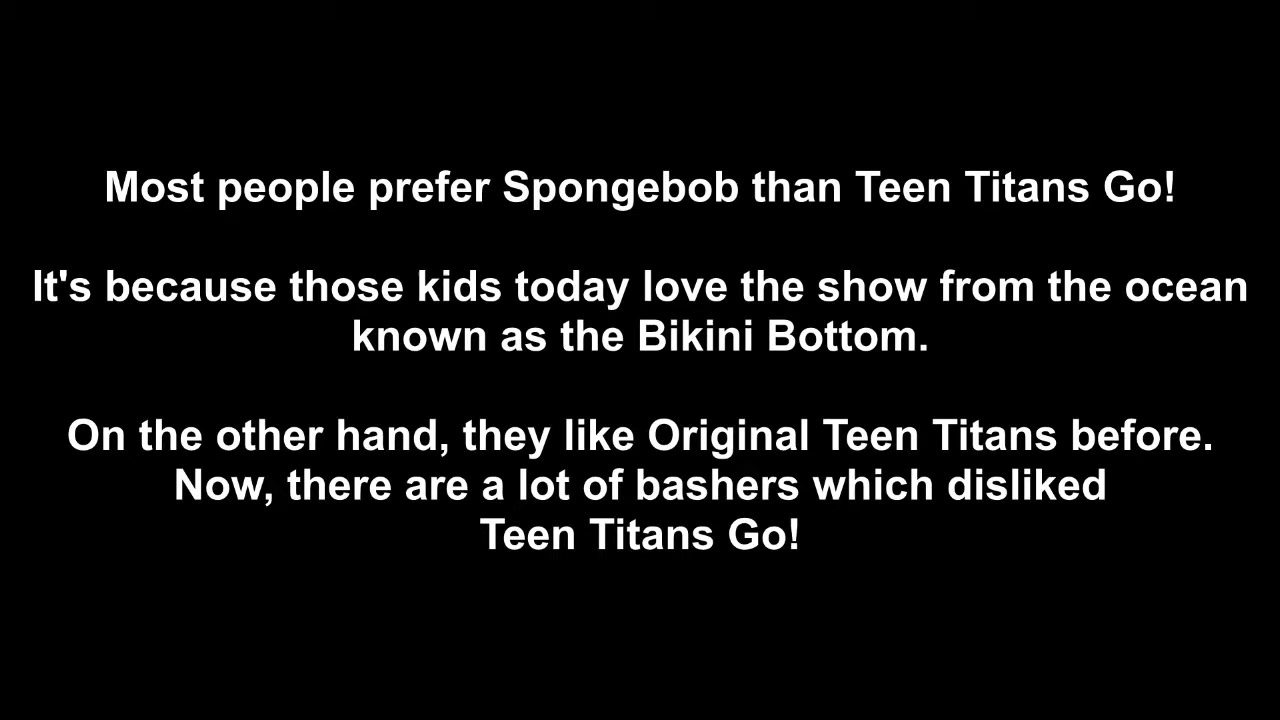 Most people prefer Spongebob than Teen Titans Go!
It's because those kids today love the show from the ocean
known as the Bikini Bottom.
On the other hand, they like Original Teen Titans before.
Now, there are a lot of bashers which disliked
Teen Titans Go!